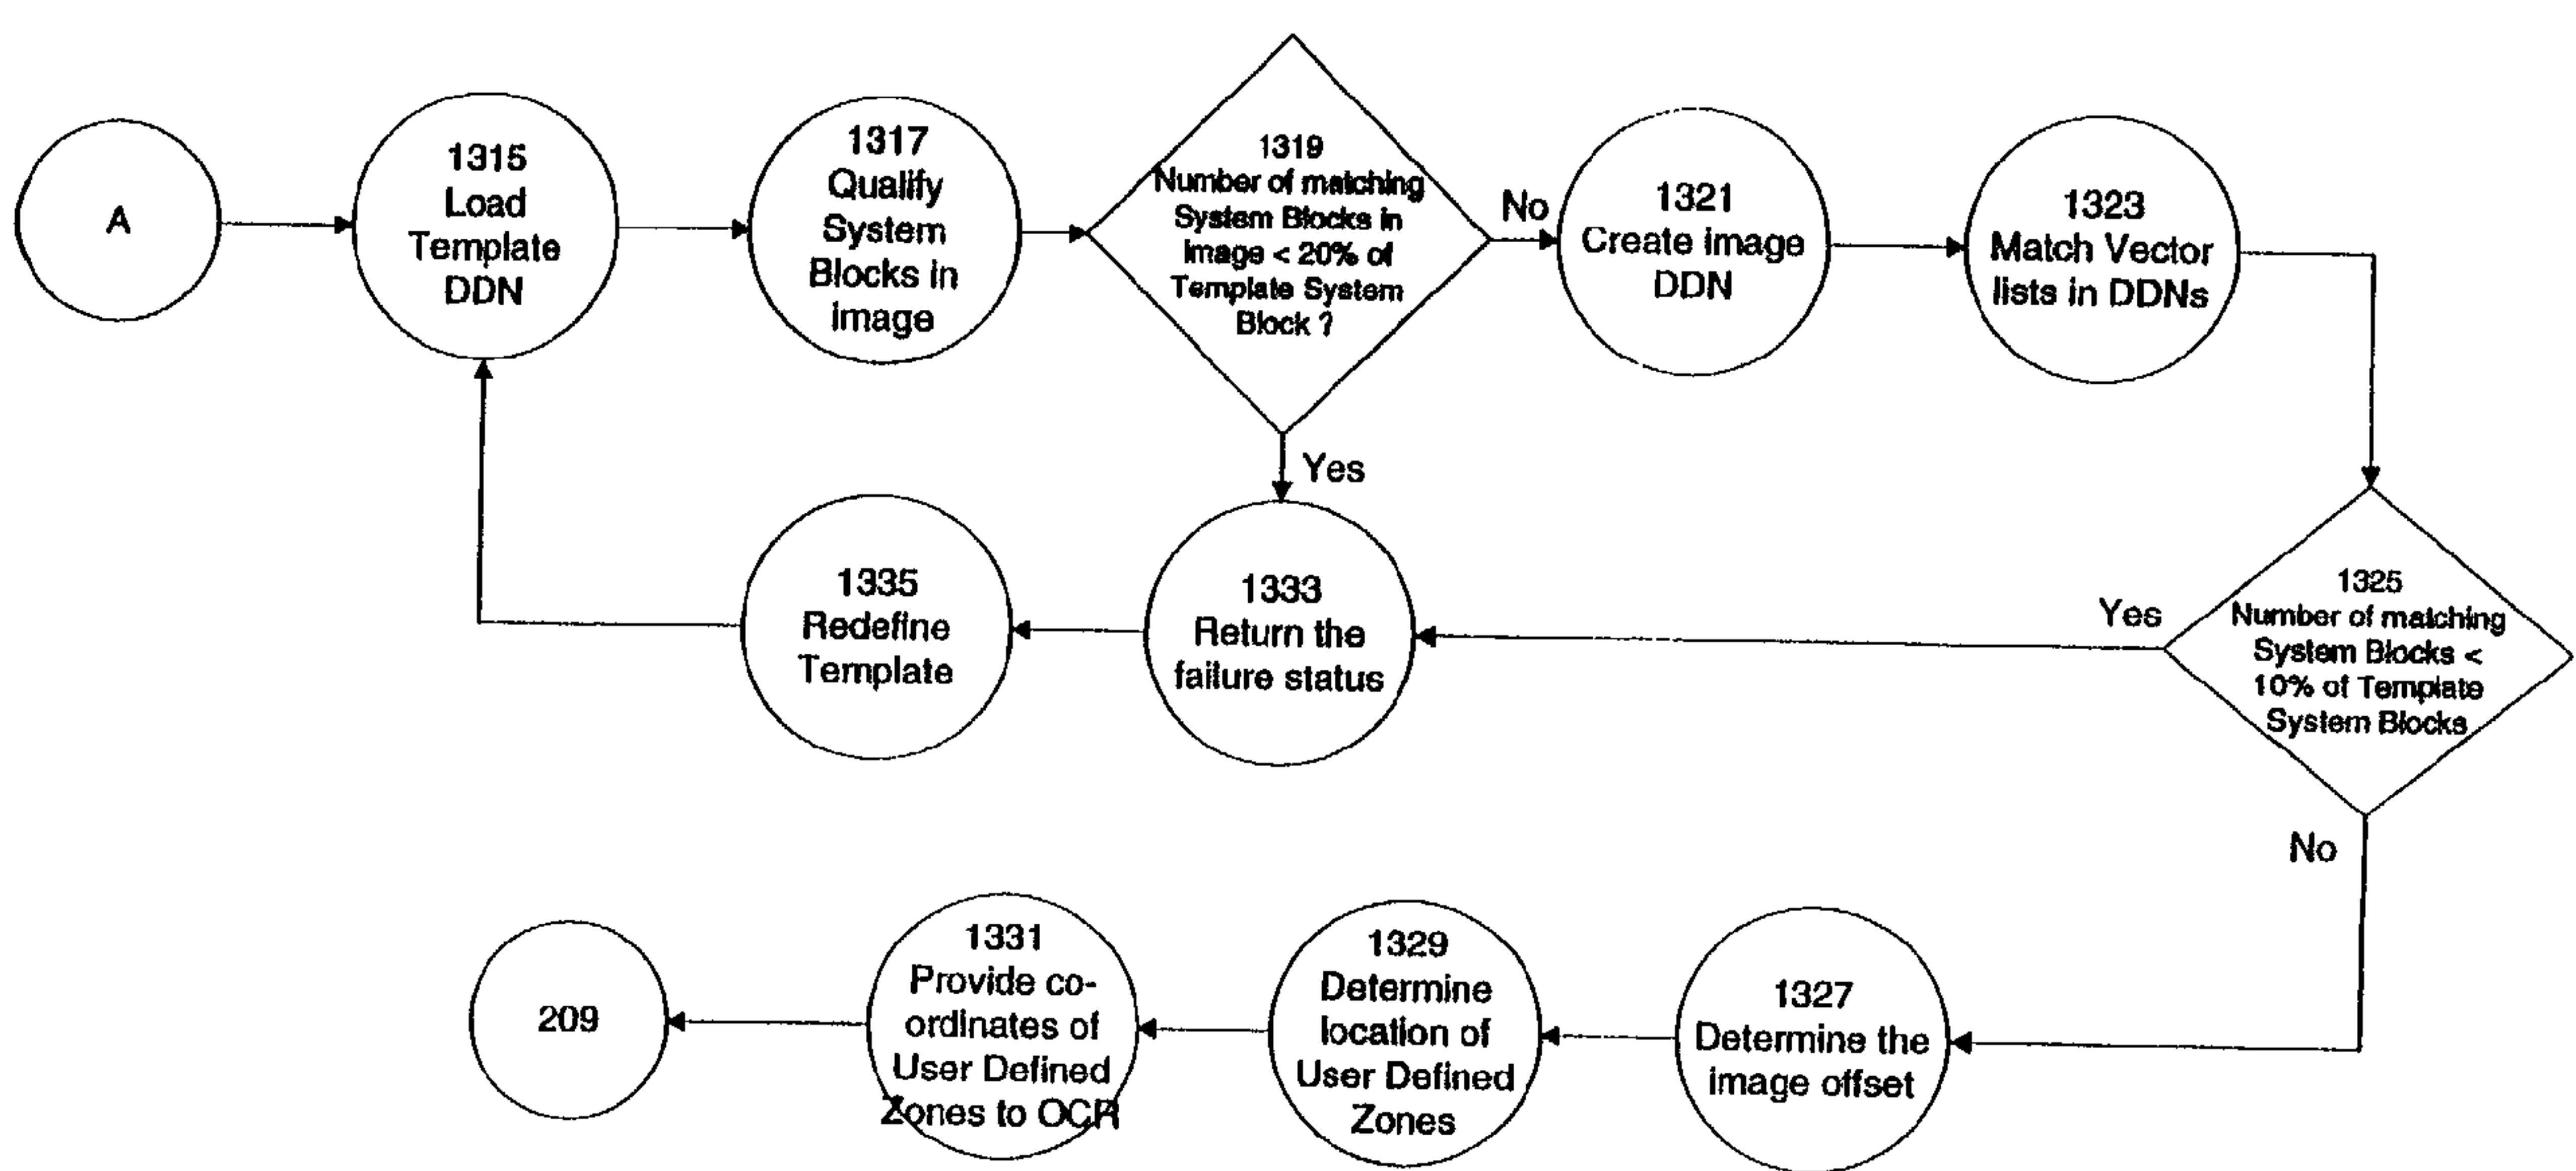 A
1315
Load
Template
DDN
1317
Qualify
System
Blocks in
image
1319
Number of matching
System Blocks in
image < 20% of
Template System
Block ?
No
1321
Create image
DDN
1323
Match Vector
lists in DDNs
Yes
1335
Redefine
Template
1333
Return the
failure status
Yes
1325
Number of matching
System Blocks <
10% of Template
System Blocks
No
209
1331
Provide co-
ordinates of
User Defined
Zones to OCR
1329
Determine
location of
User Defined
Zones
1327
Determine the
image offset